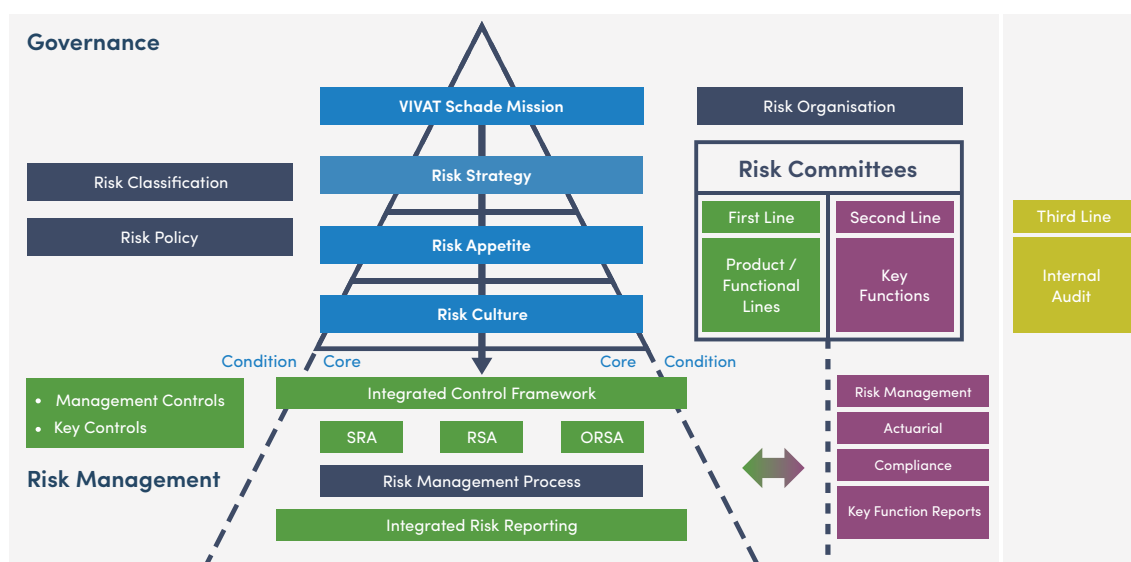 Governance
VIVAT Schade Mission
Risk Strategy
Risk Appetite
Risk Culture
Risk Classification
Risk Policy
Risk Organisation
Risk Committees
First Line
Second Line
Product /
Functional
Lines
Key
Functions
Third Line
Internal
Audit
Condition
Core
Core
Condition
• Management Controls
• Key Controls
Risk Management
Integrated Control Framework
SRA
RSA
ORSA
Risk Management Process
Integrated Risk Reporting
Risk Management
Actuarial
Compliance
Key Function Reports